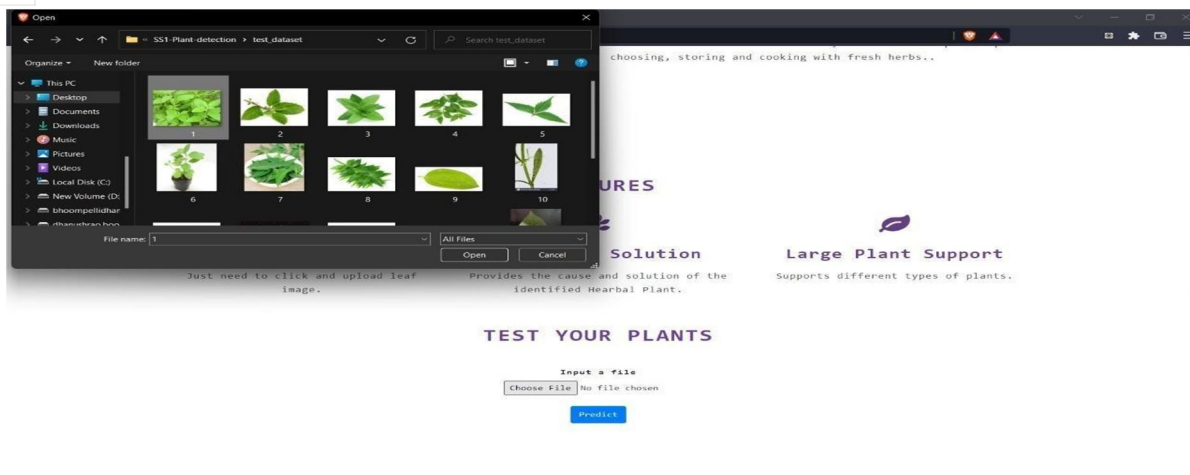 Open
SS1-Plant-detection > test_dataset
Search test_dataset
Organize
New folder
This PC
Desktop
Documents
Downloads
Music
Pictures
Videos
Local Disk (C:)
New Volume (D:
bhoompellidhar
dhanushrao boo
1
2
3
4
5
6
7
8
9
10
File name: 1
All Files
Open
Cancel
choosing, storing and cooking with fresh herbs..
URES
Solution
Large Plant Support
Just need to click and upload leaf
image.
Provides the cause and solution of the
identified Hearbal Plant.
Supports different types of plants.
TEST YOUR PLANTS
Input a file
Choose File No file chosen
Predict